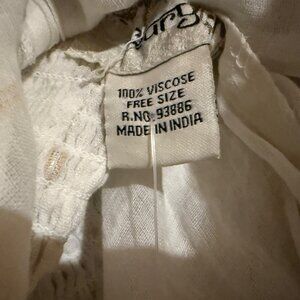 100% VISCOSE
FREE SIZE
R.NO. 93886
MADE IN INDIA